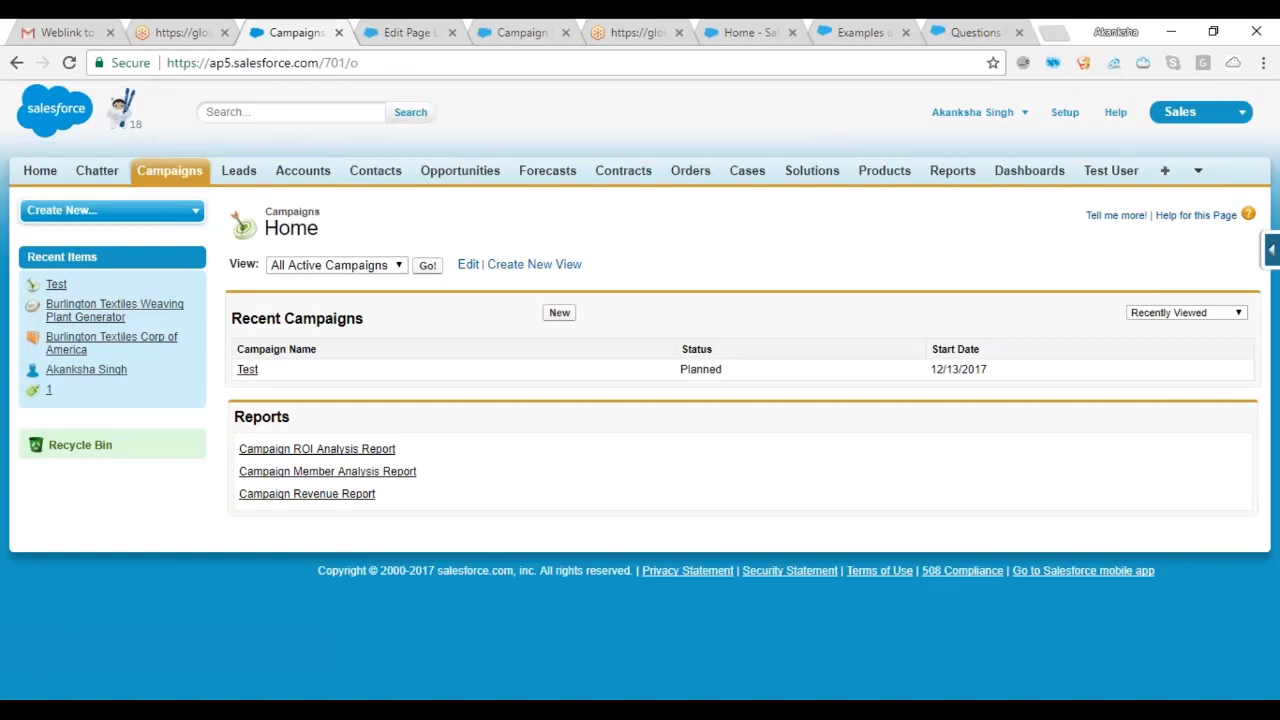 Weblink to
https://glo
Campaigns
Edit Page L
Campaign
https://glo
Home - Sal
Examples o
Questions
Akanksha
Secure | https://ap5.salesforce.com/701/o
salesforce
18
Search...
Search
Akanksha Singh
Setup
Help
Sales
Home Chatter Campaigns Leads Accounts Contacts Opportunities Forecasts Contracts Orders Cases Solutions Products Reports Dashboards Test User +
Create New...
Recent Items
Test
Burlington Textiles Weaving
Plant Generator
Burlington Textiles Corp of
America
Akanksha Singh
1
Recycle Bin
Campaigns
Home
Tell me more! | Help for this Page ?
View: All Active Campaigns Go! Edit | Create New View
Recent Campaigns
New
Recently Viewed
Campaign Name Status Start Date
Test Planned 12/13/2017
Reports
Campaign ROI Analysis Report
Campaign Member Analysis Report
Campaign Revenue Report
Copyright © 2000-2017 salesforce.com, inc. All rights reserved. | Privacy Statement | Security Statement | Terms of Use | 508 Compliance | Go to Salesforce mobile app